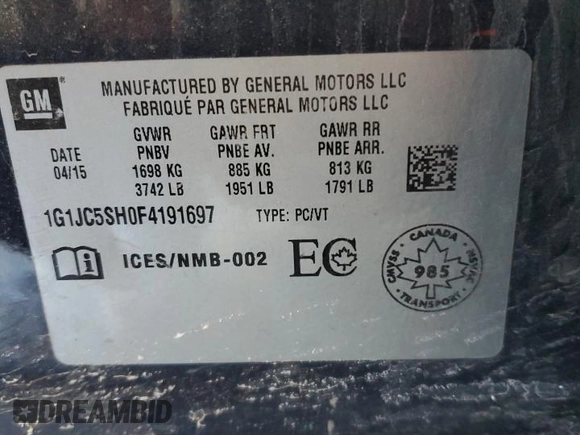 GM
MANUFACTURED BY GENERAL MOTORS LLC
FABRIQUÉ PAR GENERAL MOTORS LLC
GVWR GAWR FRT GAWR RR
DATE PNBV PNBE AV. PNBE ARR.
04/15 1698 KG 885 KG 813 KG
3742 LB 1951 LB 1791 LB
1G1JC5SH0F4191697 TYPE: PC/VT
i ICES/NMB-002 EC
CANADA
CMVSS 985 NSVAC
TRANSPORT
DREAMBID